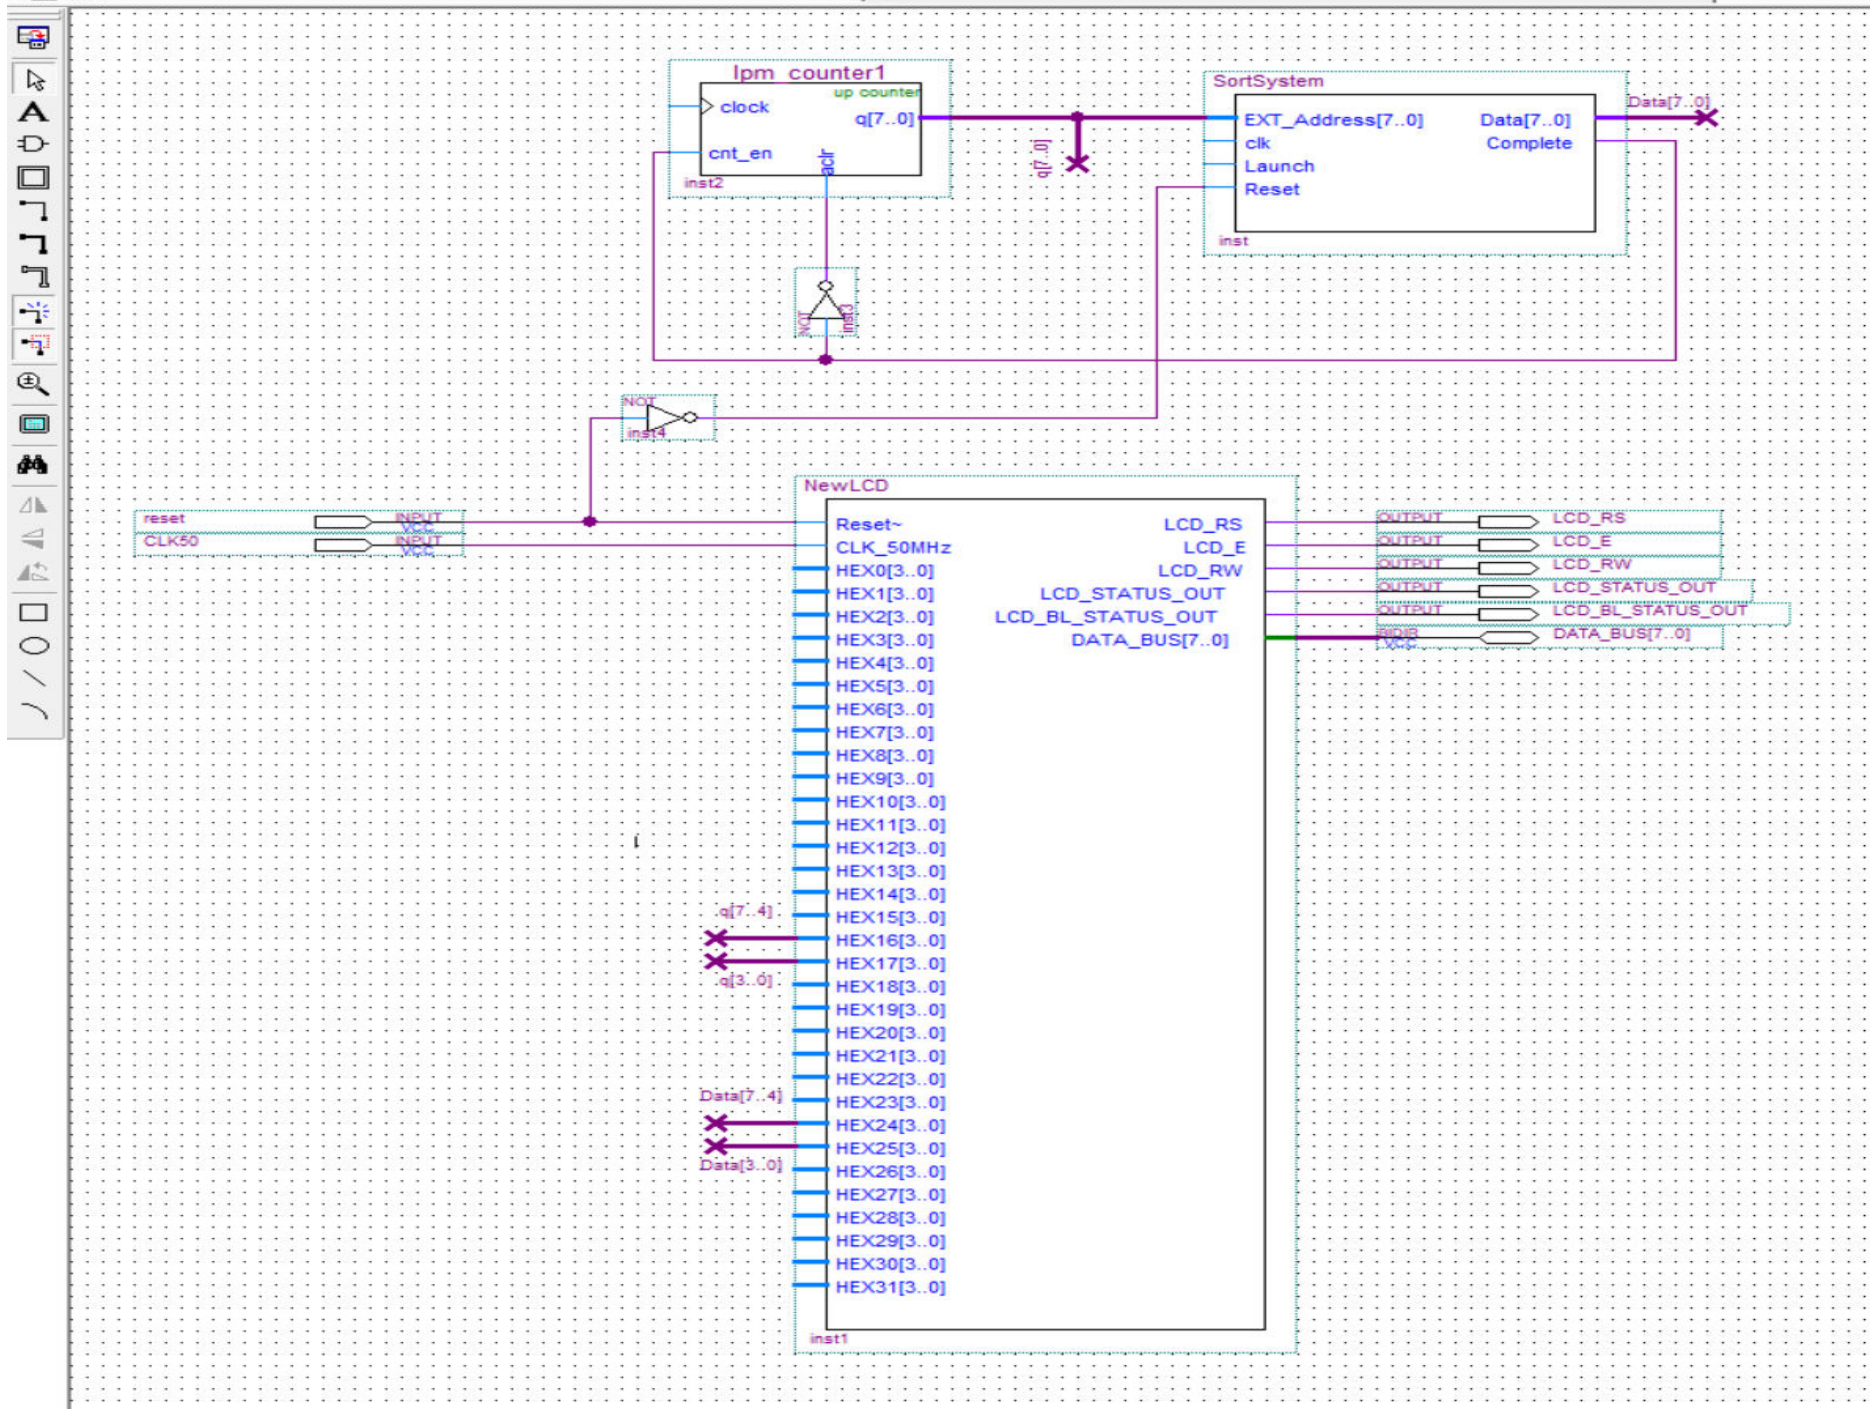 lpm_counter1
up counter
clock
q[7..0]
cnt_en
aclr
inst2
q[7..0]
SortSystem
EXT_Address[7..0]
Data[7..0]
clk
Complete
Launch
Reset
inst
Data[7..0]
NOT
inst3
NOT
inst4
reset
INPUT
VCC
CLK50
INPUT
VCC
NewLCD
Reset~
LCD_RS
CLK_50MHz
LCD_E
HEX0[3..0]
LCD_RW
HEX1[3..0]
LCD_STATUS_OUT
HEX2[3..0]
LCD_BL_STATUS_OUT
HEX3[3..0]
DATA_BUS[7..0]
HEX4[3..0]
HEX5[3..0]
HEX6[3..0]
HEX7[3..0]
HEX8[3..0]
HEX9[3..0]
HEX10[3..0]
HEX11[3..0]
HEX12[3..0]
HEX13[3..0]
HEX14[3..0]
HEX15[3..0]
HEX16[3..0]
HEX17[3..0]
HEX18[3..0]
HEX19[3..0]
HEX20[3..0]
HEX21[3..0]
HEX22[3..0]
HEX23[3..0]
HEX24[3..0]
HEX25[3..0]
HEX26[3..0]
HEX27[3..0]
HEX28[3..0]
HEX29[3..0]
HEX30[3..0]
HEX31[3..0]
inst1
q[7..4]
q[3..0]
Data[7..4]
Data[3..0]
OUTPUT
LCD_RS
OUTPUT
LCD_E
OUTPUT
LCD_RW
OUTPUT
LCD_STATUS_OUT
OUTPUT
LCD_BL_STATUS_OUT
BIDIR
VCC
DATA_BUS[7..0]